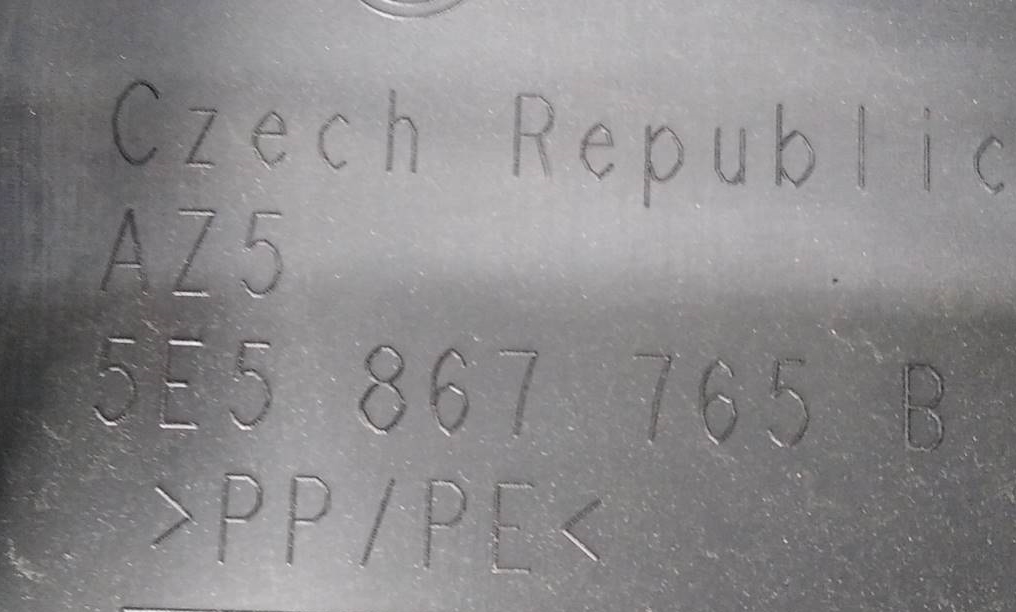 Czech Republic
AZ5
5E5 867 765 B
>PP/PE<